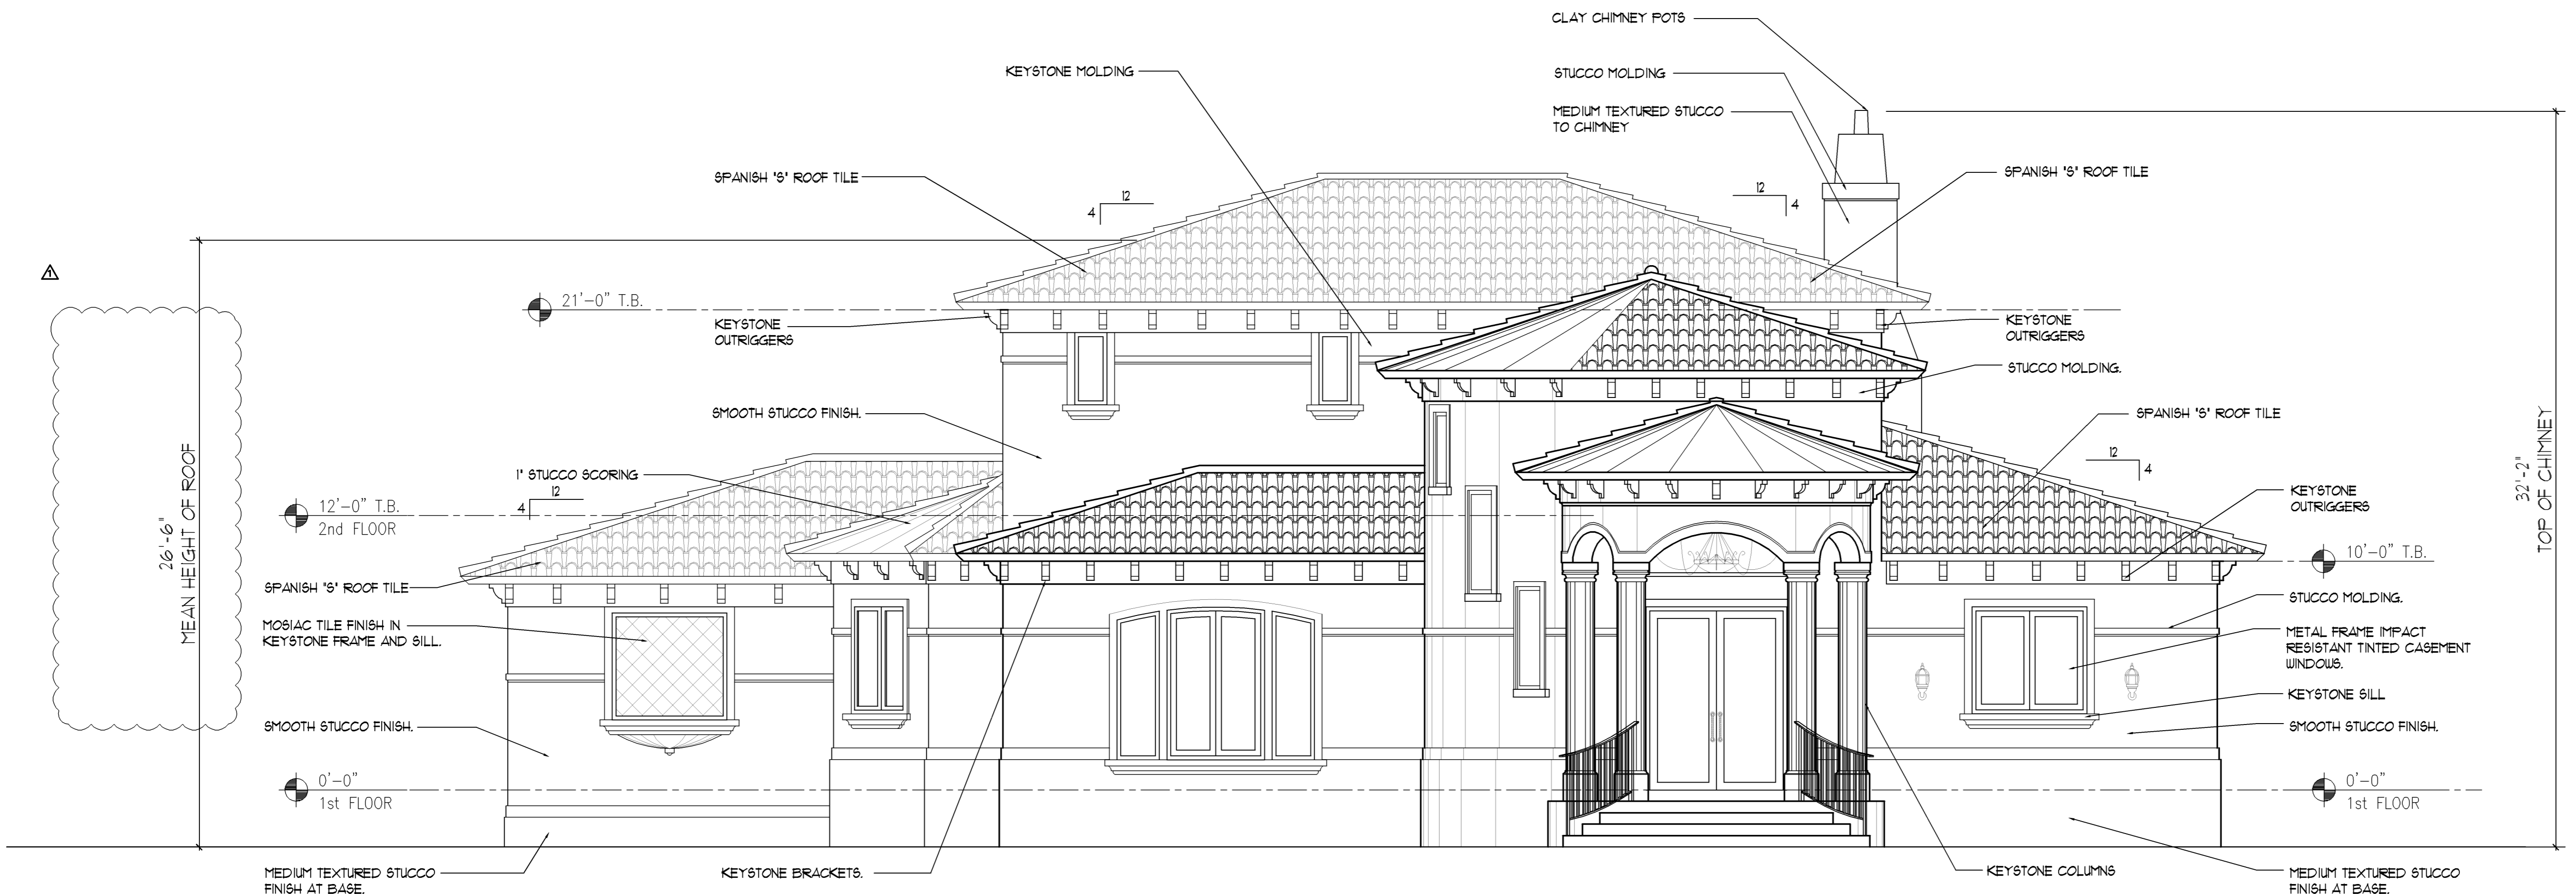 CLAY CHIMNEY POTS
KEYSTONE MOLDING
STUCCO MOLDING
MEDIUM TEXTURED STUCCO
TO CHIMNEY
SPANISH "S" ROOF TILE
12
4
12
4
SPANISH "S" ROOF TILE
1
21'-0" T.B.
KEYSTONE
OUTRIGGERS
KEYSTONE
OUTRIGGERS
STUCCO MOLDING.
SMOOTH STUCCO FINISH.
SPANISH "S" ROOF TILE
26'-6"
MEAN HEIGHT OF ROOF
32'-2"
TOP OF CHIMNEY
1" STUCCO SCORING
12
4
12
4
12'-0" T.B.
2nd FLOOR
KEYSTONE
OUTRIGGERS
10'-0" T.B.
SPANISH "S" ROOF TILE
STUCCO MOLDING.
MOSIAC TILE FINISH IN
KEYSTONE FRAME AND SILL.
METAL FRAME IMPACT
RESISTANT TINTED CASEMENT
WINDOWS.
KEYSTONE SILL
SMOOTH STUCCO FINISH.
SMOOTH STUCCO FINISH.
0'-0"
1st FLOOR
0'-0"
1st FLOOR
MEDIUM TEXTURED STUCCO
FINISH AT BASE.
KEYSTONE BRACKETS.
KEYSTONE COLUMNS
MEDIUM TEXTURED STUCCO
FINISH AT BASE.